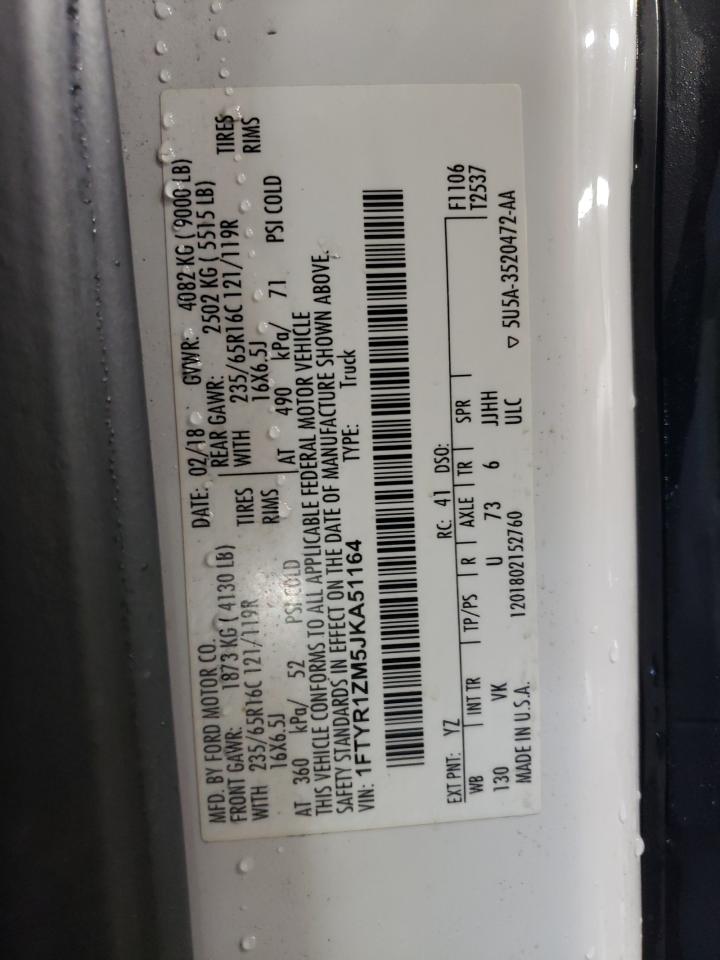 MFD. BY FORD MOTOR CO. DATE: 02/18 GVWR: 4082 KG ( 9000 LB)
FRONT GAWR: 1873 KG ( 4130 LB) REAR GAWR: 2502 KG ( 5515 LB)
WITH 235/65R16C 121/119R TIRES WITH 235/65R16C 121/119R TIRES
16X6.5J RIMS 16X6.5J RIMS
AT 360 kPa/ 52 PSI COLD AT 490 kPa/ 71 PSI COLD
THIS VEHICLE CONFORMS TO ALL APPLICABLE FEDERAL MOTOR VEHICLE
SAFETY STANDARDS IN EFFECT ON THE DATE OF MANUFACTURE SHOWN ABOVE.
VIN: 1FTYR1ZM5JKA51164 TYPE: Truck
EXT PNT: YZ RC: 41 DSO: F1106
WB INT TR TP/PS R AXLE TR SPR T2537
130 VK U 73 6 JJHH
MADE IN U.S.A. 1201802152760 ULC ▽ 5U5A-3520472-AA